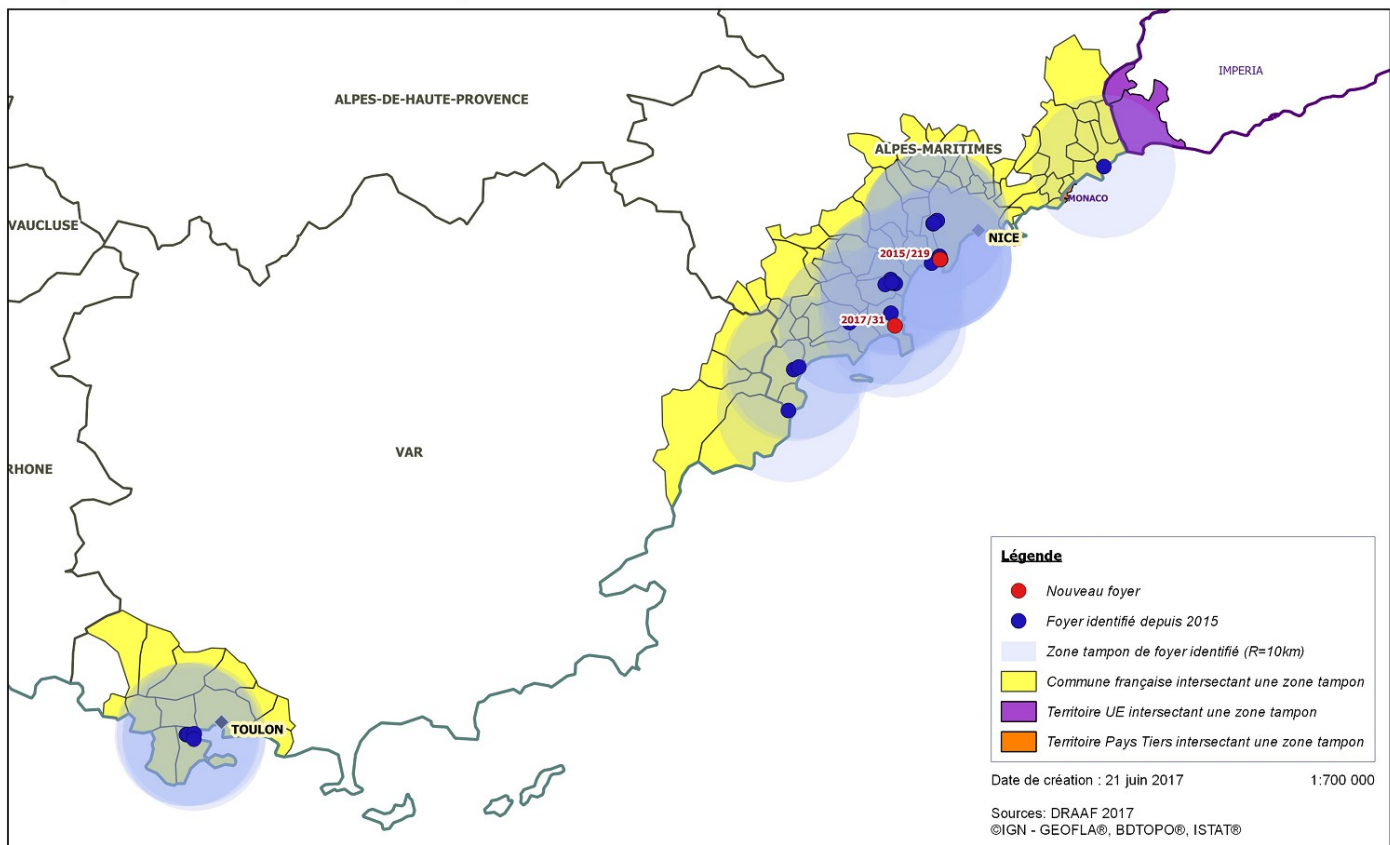 IMPERIA
ALPES-DE-HAUTE-PROVENCE
ALPES-MARITIMES
MONACO
VAUCLUSE
NICE
2015/219
2017/31
VAR
RHONE
TOULON
Légende
Nouveau foyer
Foyer identifié depuis 2015
Zone tampon de foyer identifié (R=10km)
Commune française intersectant une zone tampon
Territoire UE intersectant une zone tampon
Territoire Pays Tiers intersectant une zone tampon
Date de création : 21 juin 2017 1:700 000
Sources: DRAAF 2017
©IGN - GEOFLA®, BDTOPO®, ISTAT®